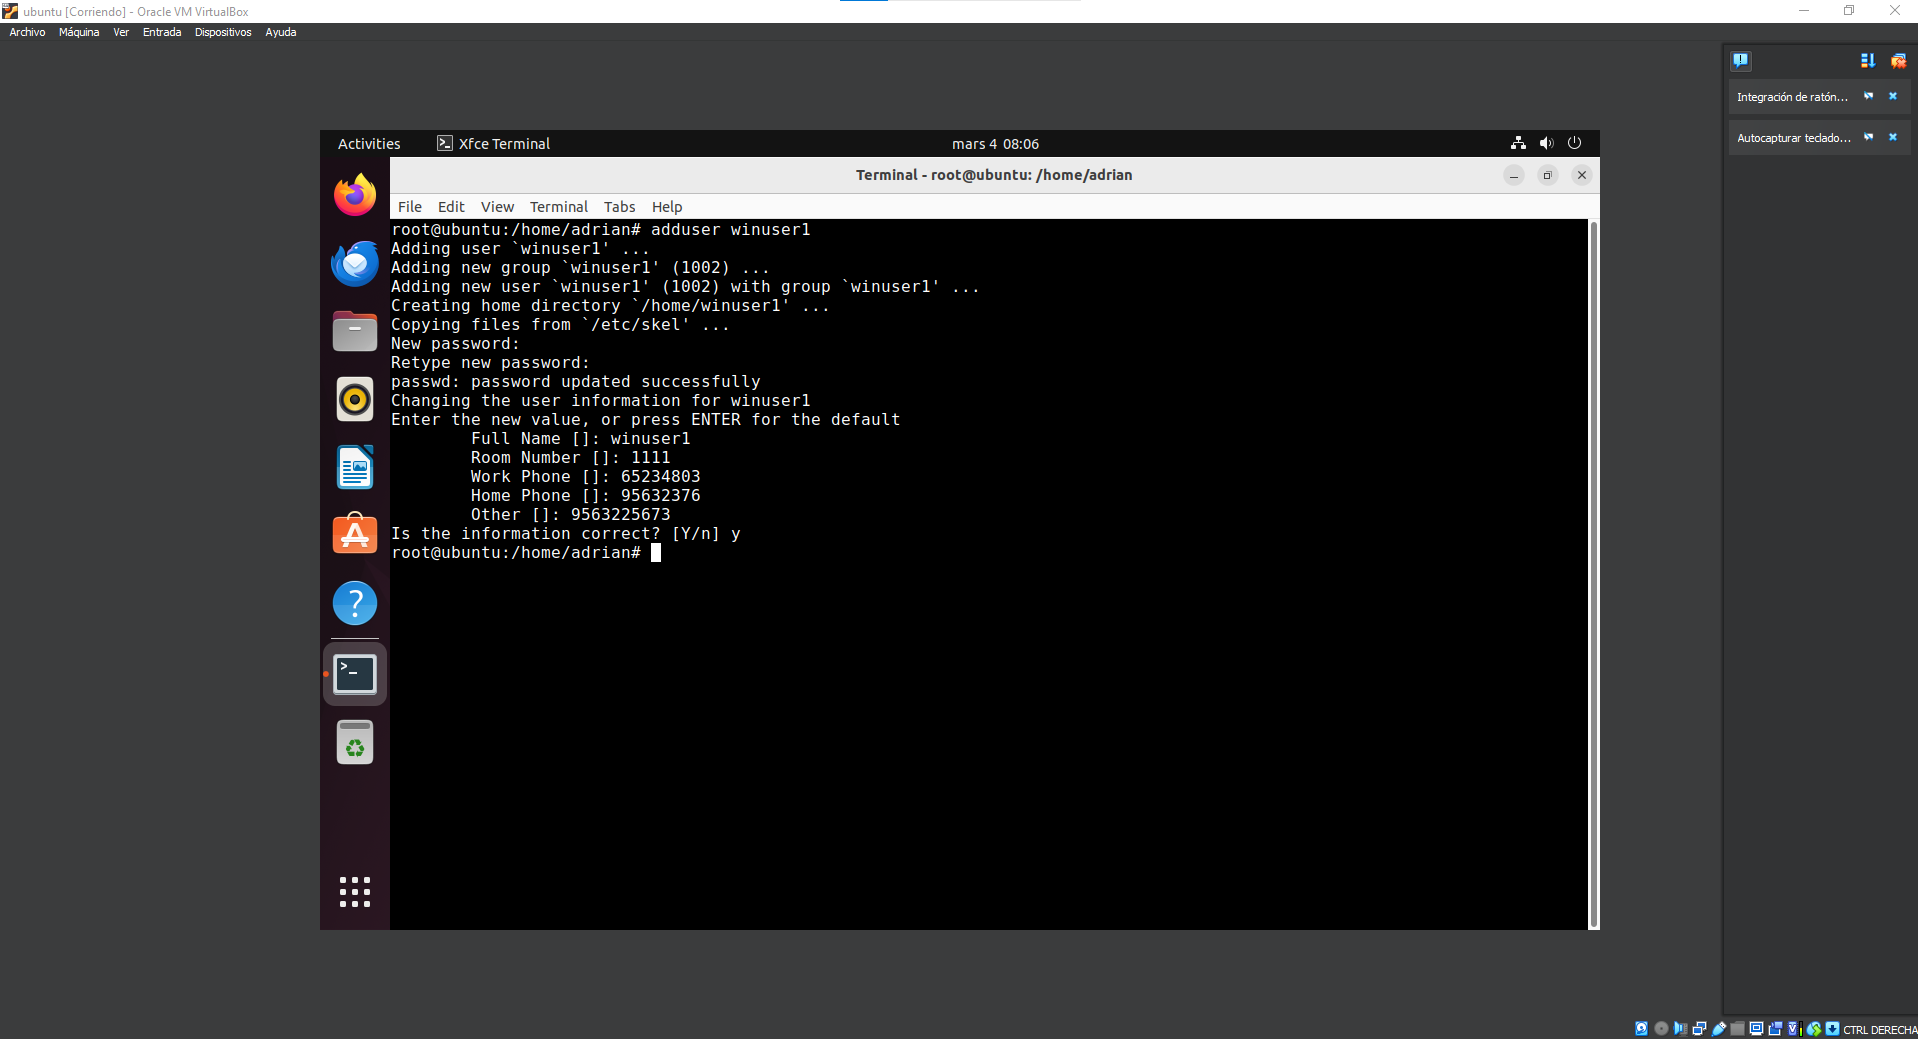 ubuntu [Corriendo] - Oracle VM VirtualBox
Archivo Máquina Ver Entrada Dispositivos Ayuda
Integración de ratón...
Autocapturar teclado...
Activities Xfce Terminal mars 4 08:06
Terminal - root@ubuntu: /home/adrian
File Edit View Terminal Tabs Help
root@ubuntu:/home/adrian# adduser winuser1
Adding user `winuser1' ...
Adding new group `winuser1' (1002) ...
Adding new user `winuser1' (1002) with group `winuser1' ...
Creating home directory `/home/winuser1' ...
Copying files from `/etc/skel' ...
New password:
Retype new password:
passwd: password updated successfully
Changing the user information for winuser1
Enter the new value, or press ENTER for the default
Full Name []: winuser1
Room Number []: 1111
Work Phone []: 65234803
Home Phone []: 95632376
Other []: 9563225673
Is the information correct? [Y/n] y
root@ubuntu:/home/adrian#
CTRL DERECHA